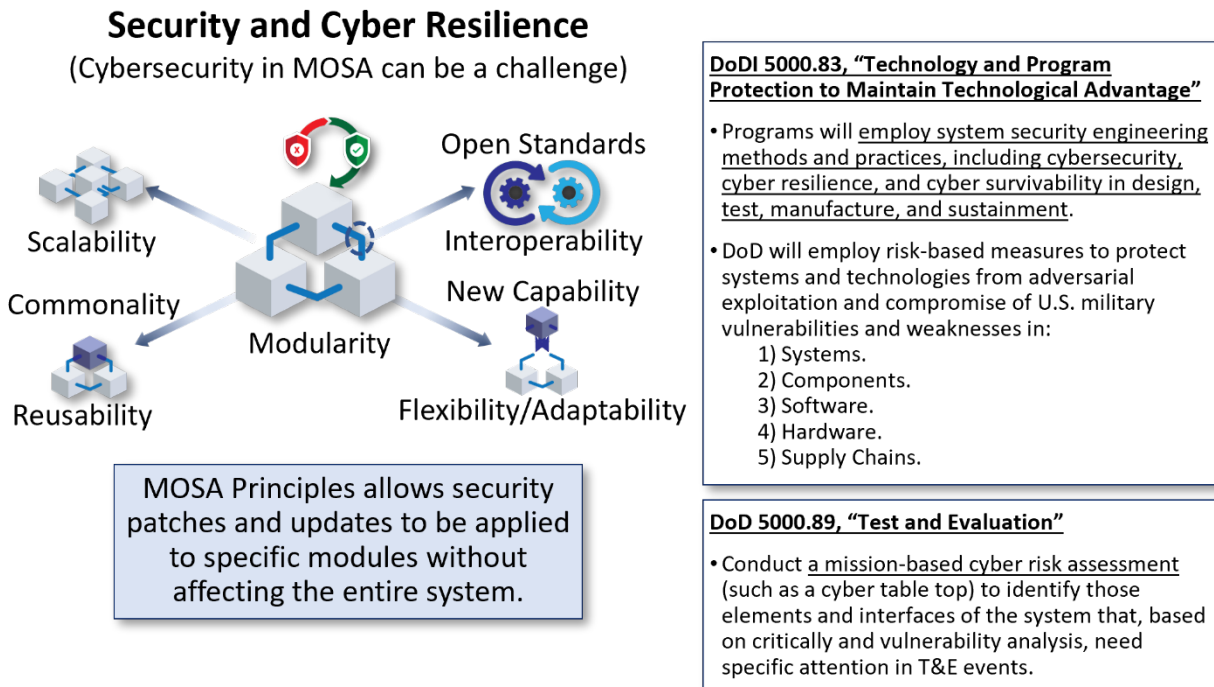 Security and Cyber Resilience
(Cybersecurity in MOSA can be a challenge)
Scalability
Open Standards
Interoperability
Commonality
Reusability
Modularity
New Capability
Flexibility/Adaptability
MOSA Principles allows security
patches and updates to be applied
to specific modules without
affecting the entire system.
DoDI 5000.83, “Technology and Program
Protection to Maintain Technological Advantage”
• Programs will employ system security engineering
methods and practices, including cybersecurity,
cyber resilience, and cyber survivability in design,
test, manufacture, and sustainment.
• DoD will employ risk-based measures to protect
systems and technologies from adversarial
exploitation and compromise of U.S. military
vulnerabilities and weaknesses in:
1) Systems.
2) Components.
3) Software.
4) Hardware.
5) Supply Chains.
DoD 5000.89, “Test and Evaluation”
• Conduct a mission-based cyber risk assessment
(such as a cyber table top) to identify those
elements and interfaces of the system that, based
on critically and vulnerability analysis, need
specific attention in T&E events.